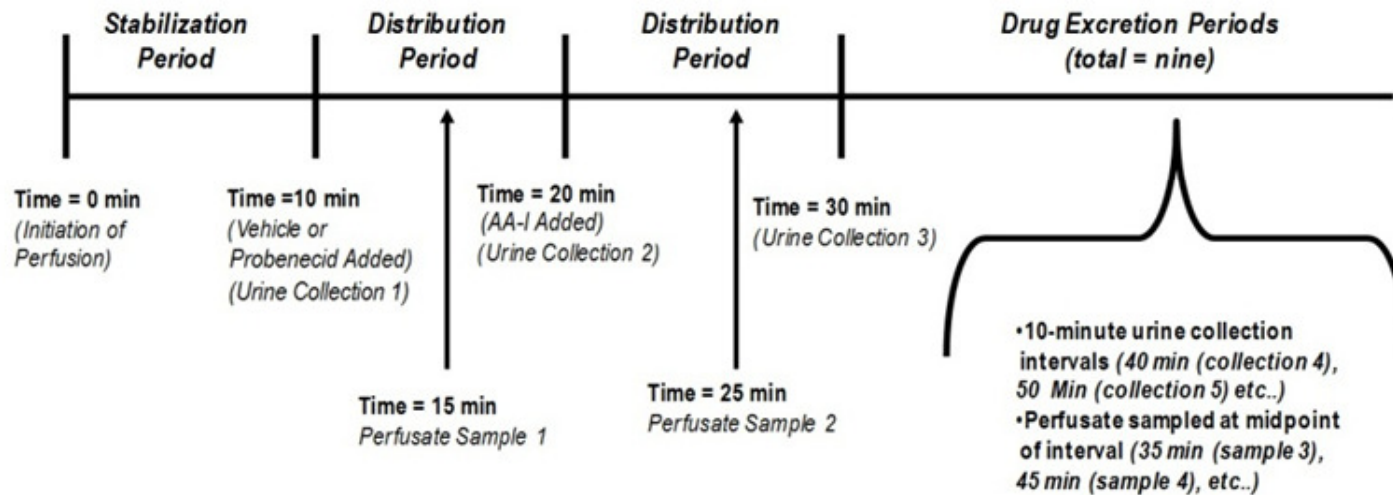 Stabilization
Period
Distribution
Period
Distribution
Period
Drug Excretion Periods
(total = nine)
Time = 0 min
(Initiation of
Perfusion)
Time =10 min
(Vehicle or
Probenecid Added)
(Urine Collection 1)
Time = 20 min
(AA-I Added)
(Urine Collection 2)
Time = 30 min
(Urine Collection 3)
Time = 15 min
Perfusate Sample 1
Time = 25 min
Perfusate Sample 2
•10-minute urine collection
intervals (40 min (collection 4),
50 Min (collection 5) etc..)
•Perfusate sampled at midpoint
of interval (35 min (sample 3),
45 min (sample 4), etc..)